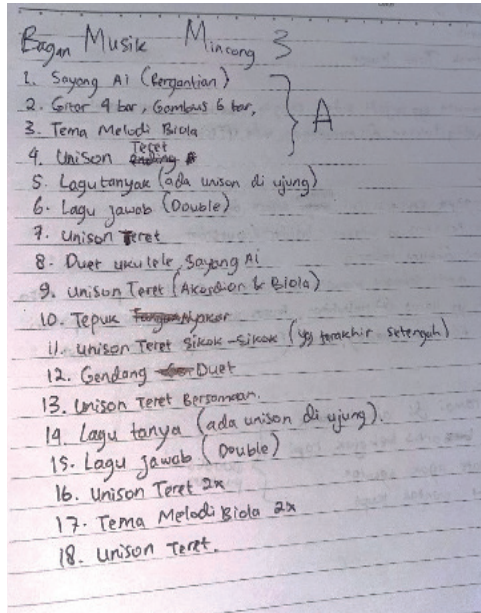 Bagan Musik Mincang 3
1. Sayang Ai (Bergantian)
2. Gitar 4 bar, Gambus 6 bar,
3. Tema Melodi Biola
A
4. Unison Teret
5. Lagu tanyak (ada unison di ujung)
6. Lagu jawab (Double)
7. Unison Teret
8. Duet ukulele, Sayang Ai
9. Unison Teret (Akordion & Biola)
10. Tepuk
11. Unison Teret Sikok-Sikok (yg terakhir setengah)
12. Gendang Duet
13. Unison Teret Bersamaan.
14. Lagu tanya (ada unison di ujung).
15. Lagu jawab (Double)
16. Unison Teret 2x
17. Tema Melodi Biola 2x
18. Unison Teret.